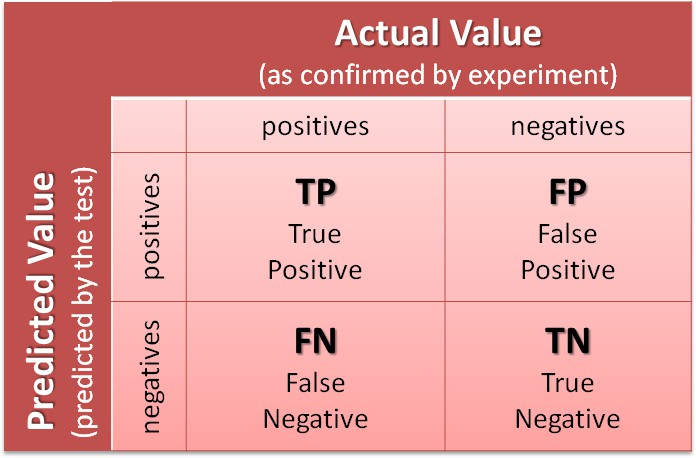 Actual Value
(as confirmed by experiment)
positives negatives
Predicted Value
(predicted by the test)
positives
TP
True
Positive
FP
False
Positive
negatives
FN
False
Negative
TN
True
Negative